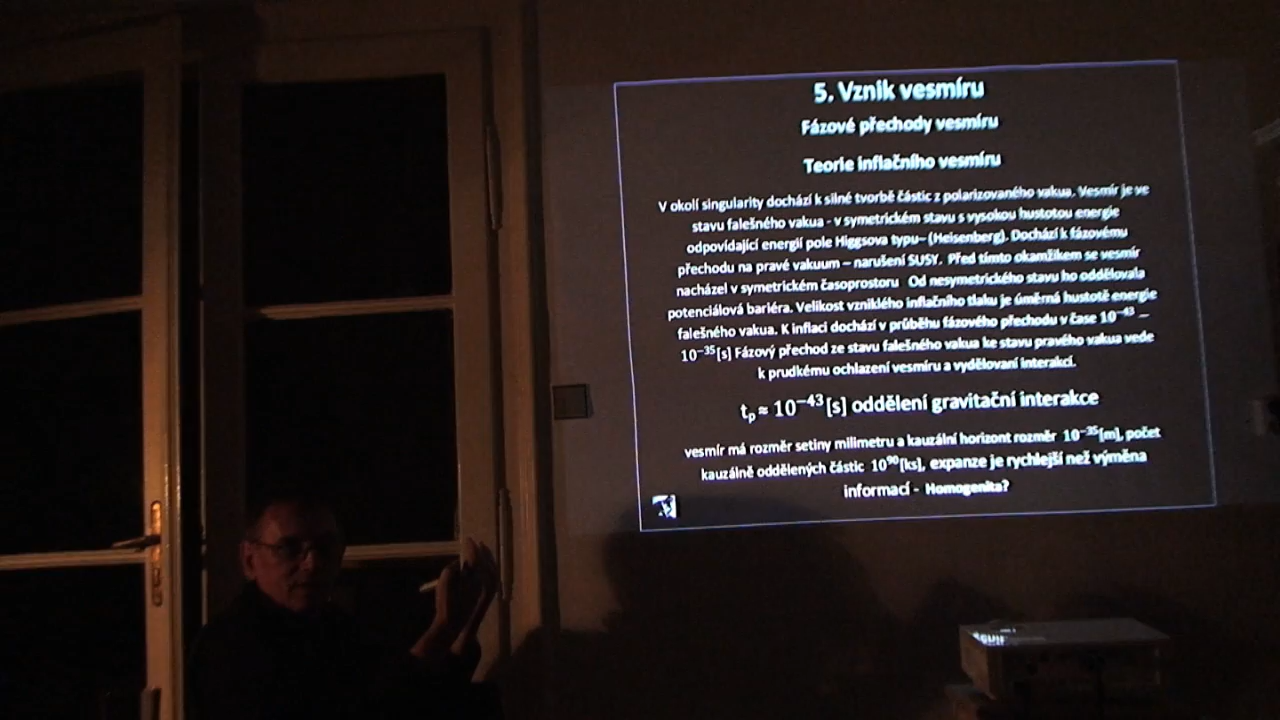 5. Vznik vesmíru
Fázové přechody vesmíru
Teorie inflačního vesmíru
V okolí singularity dochází k silné tvorbě částic z polarizovaného vakua. Vesmír je ve
stavu falešného vakua - v symetrickém stavu s vysokou hustotou energie
odpovídající energií pole Higgsova typu– (Heisenberg). Dochází k fázovému
přechodu na pravé vakuum – narušení SUSY. Před tímto okamžikem se vesmír
nacházel v symetrickém časoprostoru Od nesymetrického stavu ho oddělovala
potenciálová bariéra. Velikost vzniklého inflačního tlaku je úměrná hustotě energie
falešného vakua. K inflaci dochází v průběhu fázového přechodu v čase 10⁻⁴³ –
10⁻³⁵[s] Fázový přechod ze stavu falešného vakua ke stavu pravého vakua vede
k prudkému ochlazení vesmíru a vydělovaní interakcí.
tₚ ≈ 10⁻⁴³[s] oddělení gravitační interakce
vesmír má rozměr setiny milimetru a kauzální horizont rozměr 10⁻³⁵[m], počet
kauzálně oddělených částic 10⁹⁰[ks], expanze je rychlejší než výměna
informací - Homogenita?